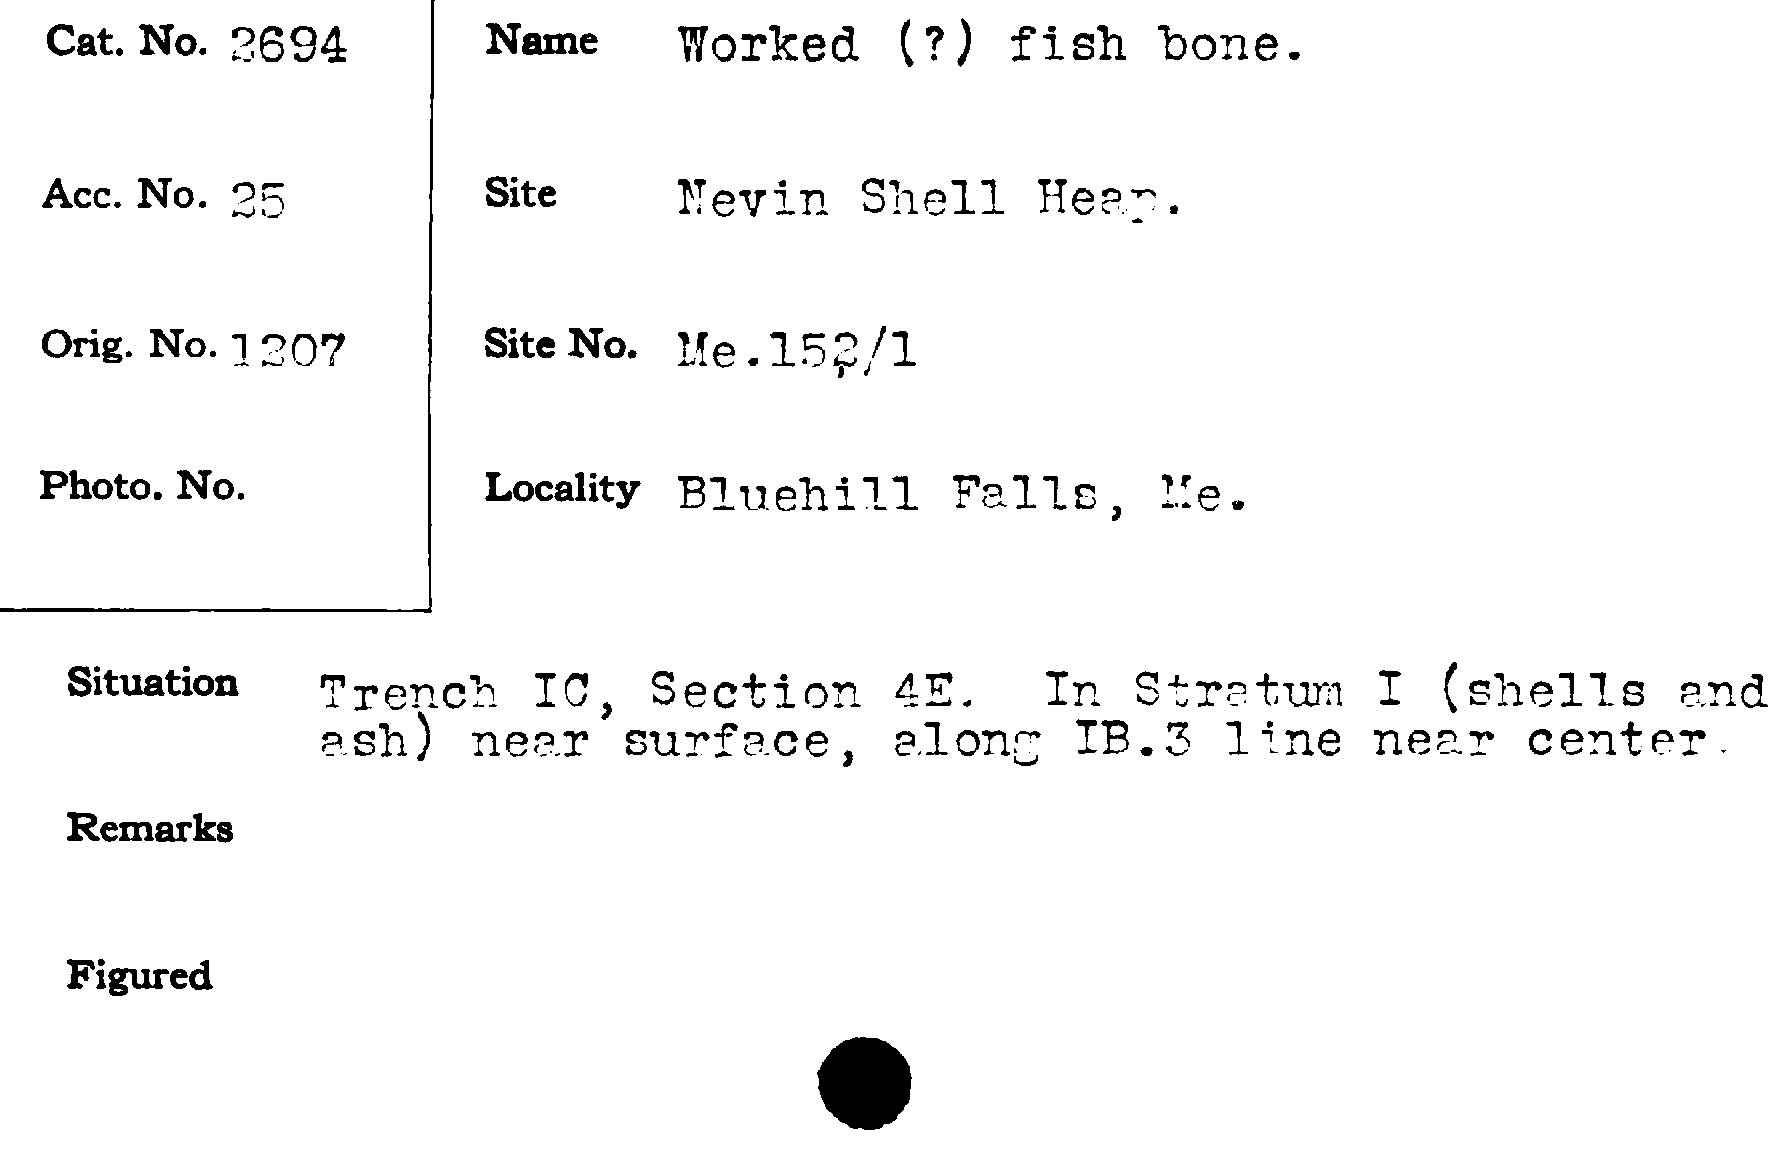 Cat. No. 2694
Name Worked (?) fish bone.
Acc. No. 25
Site Nevin Shell Heap.
Orig. No. 1207
Site No. Me.152/1
Photo. No.
Locality Bluehill Falls, Me.
Situation Trench IC, Section 4E. In Stratum I (shells and
ash) near surface, along IB.3 line near center.
Remarks
Figured